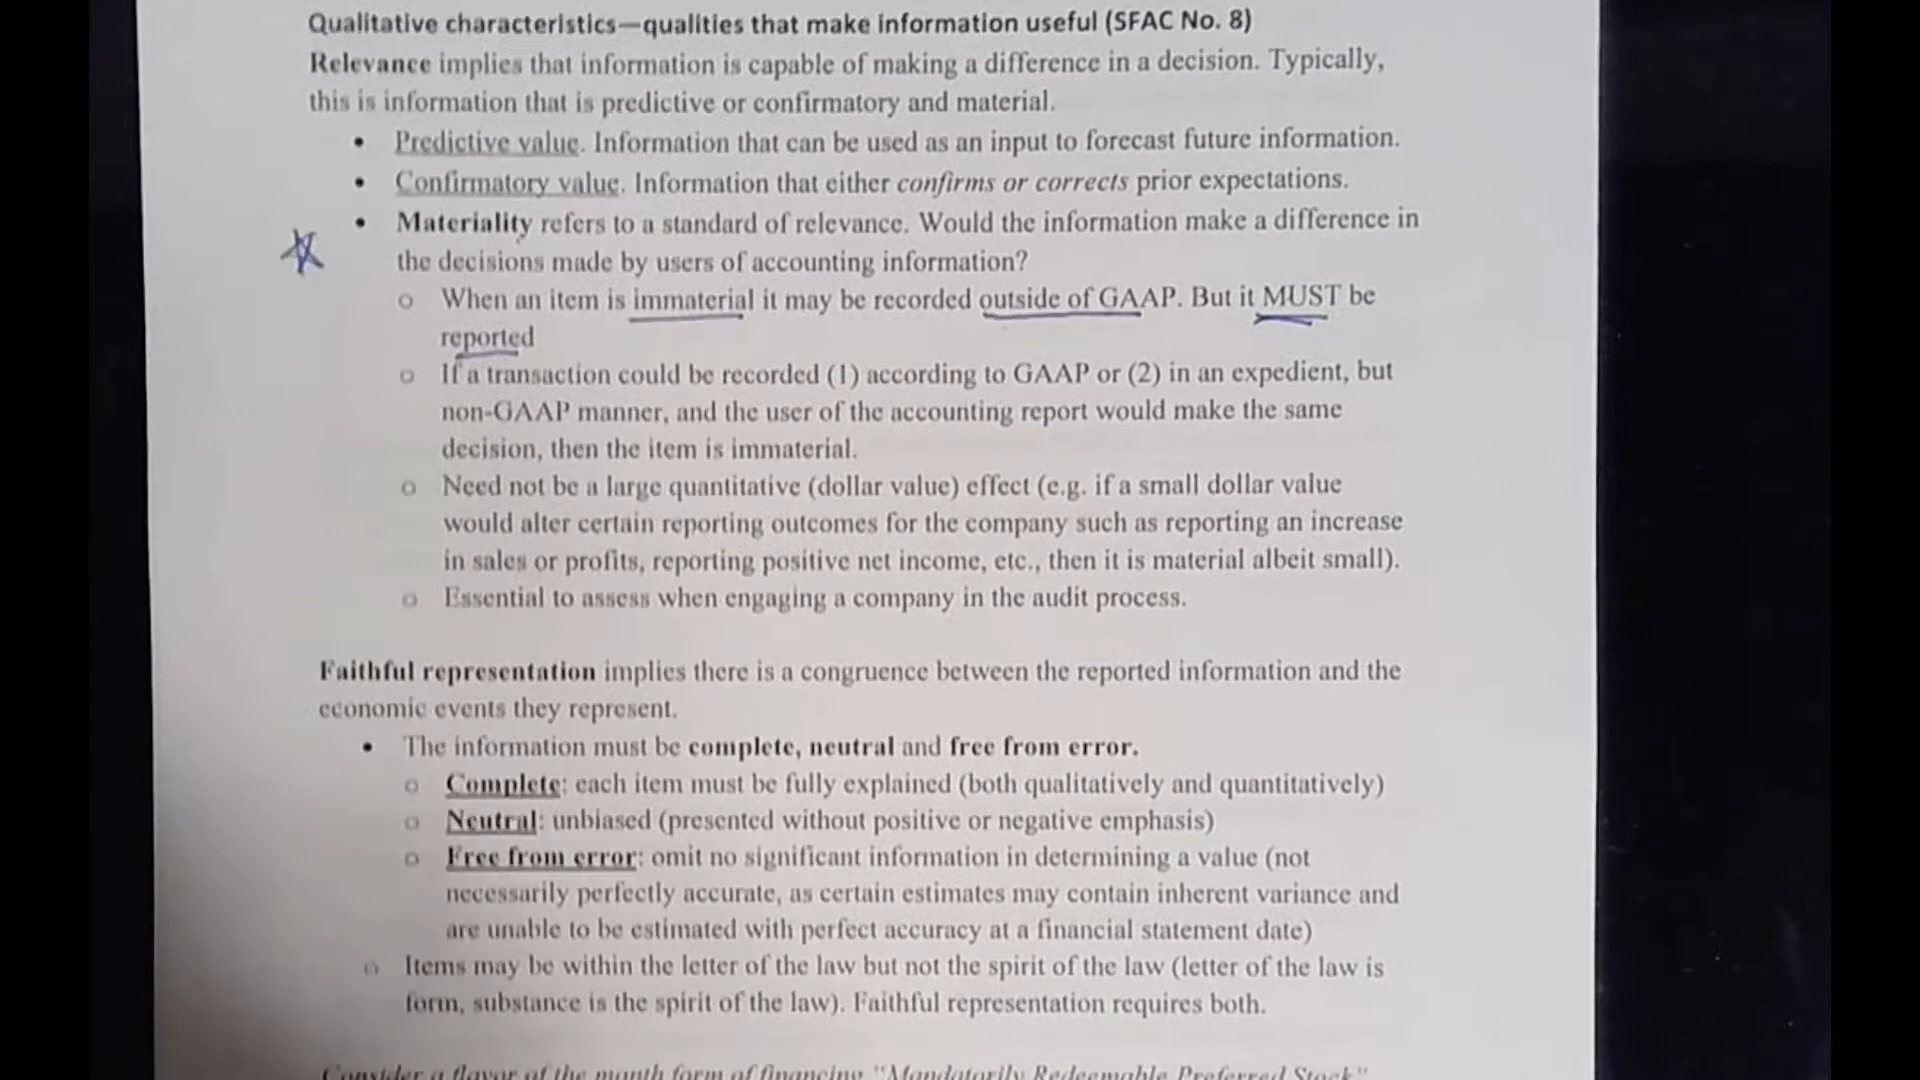 Qualitative characteristics—qualities that make information useful (SFAC No. 8)
Relevance implies that information is capable of making a difference in a decision. Typically,
this is information that is predictive or confirmatory and material.
• Predictive value. Information that can be used as an input to forecast future information.
• Confirmatory value. Information that either confirms or corrects prior expectations.
• Materiality refers to a standard of relevance. Would the information make a difference in
the decisions made by users of accounting information?
o When an item is immaterial it may be recorded outside of GAAP. But it MUST be
reported
o If a transaction could be recorded (1) according to GAAP or (2) in an expedient, but
non-GAAP manner, and the user of the accounting report would make the same
decision, then the item is immaterial.
o Need not be a large quantitative (dollar value) effect (e.g. if a small dollar value
would alter certain reporting outcomes for the company such as reporting an increase
in sales or profits, reporting positive net income, etc., then it is material albeit small).
o Essential to assess when engaging a company in the audit process.
Faithful representation implies there is a congruence between the reported information and the
economic events they represent.
• The information must be complete, neutral and free from error.
o Complete: each item must be fully explained (both qualitatively and quantitatively)
o Neutral: unbiased (presented without positive or negative emphasis)
o Free from error: omit no significant information in determining a value (not
necessarily perfectly accurate, as certain estimates may contain inherent variance and
are unable to be estimated with perfect accuracy at a financial statement date)
o Items may be within the letter of the law but not the spirit of the law (letter of the law is
form, substance is the spirit of the law). Faithful representation requires both.
Consider a flavor of the month form of financing "Mandatorily Redeemable Preferred Stock"